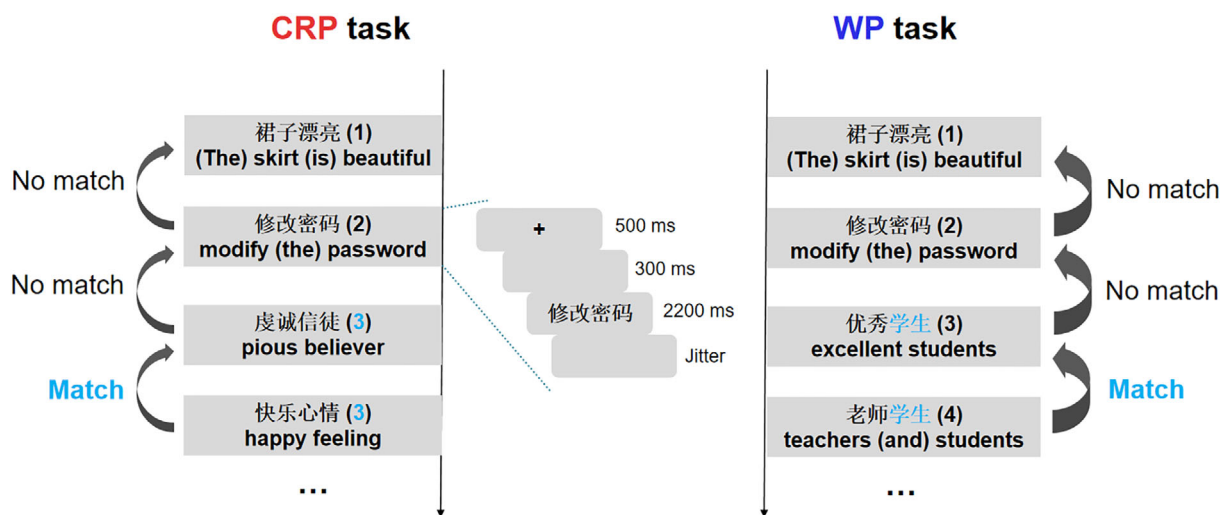 CRP task
裙子漂亮 (1)
(The) skirt (is) beautiful
No match
修改密码 (2)
modify (the) password
No match
虔诚信徒 (3)
pious believer
Match
快乐心情 (3)
happy feeling
...
+
500 ms
300 ms
修改密码
2200 ms
Jitter
WP task
裙子漂亮 (1)
(The) skirt (is) beautiful
No match
修改密码 (2)
modify (the) password
No match
优秀学生 (3)
excellent students
Match
老师学生 (4)
teachers (and) students
...